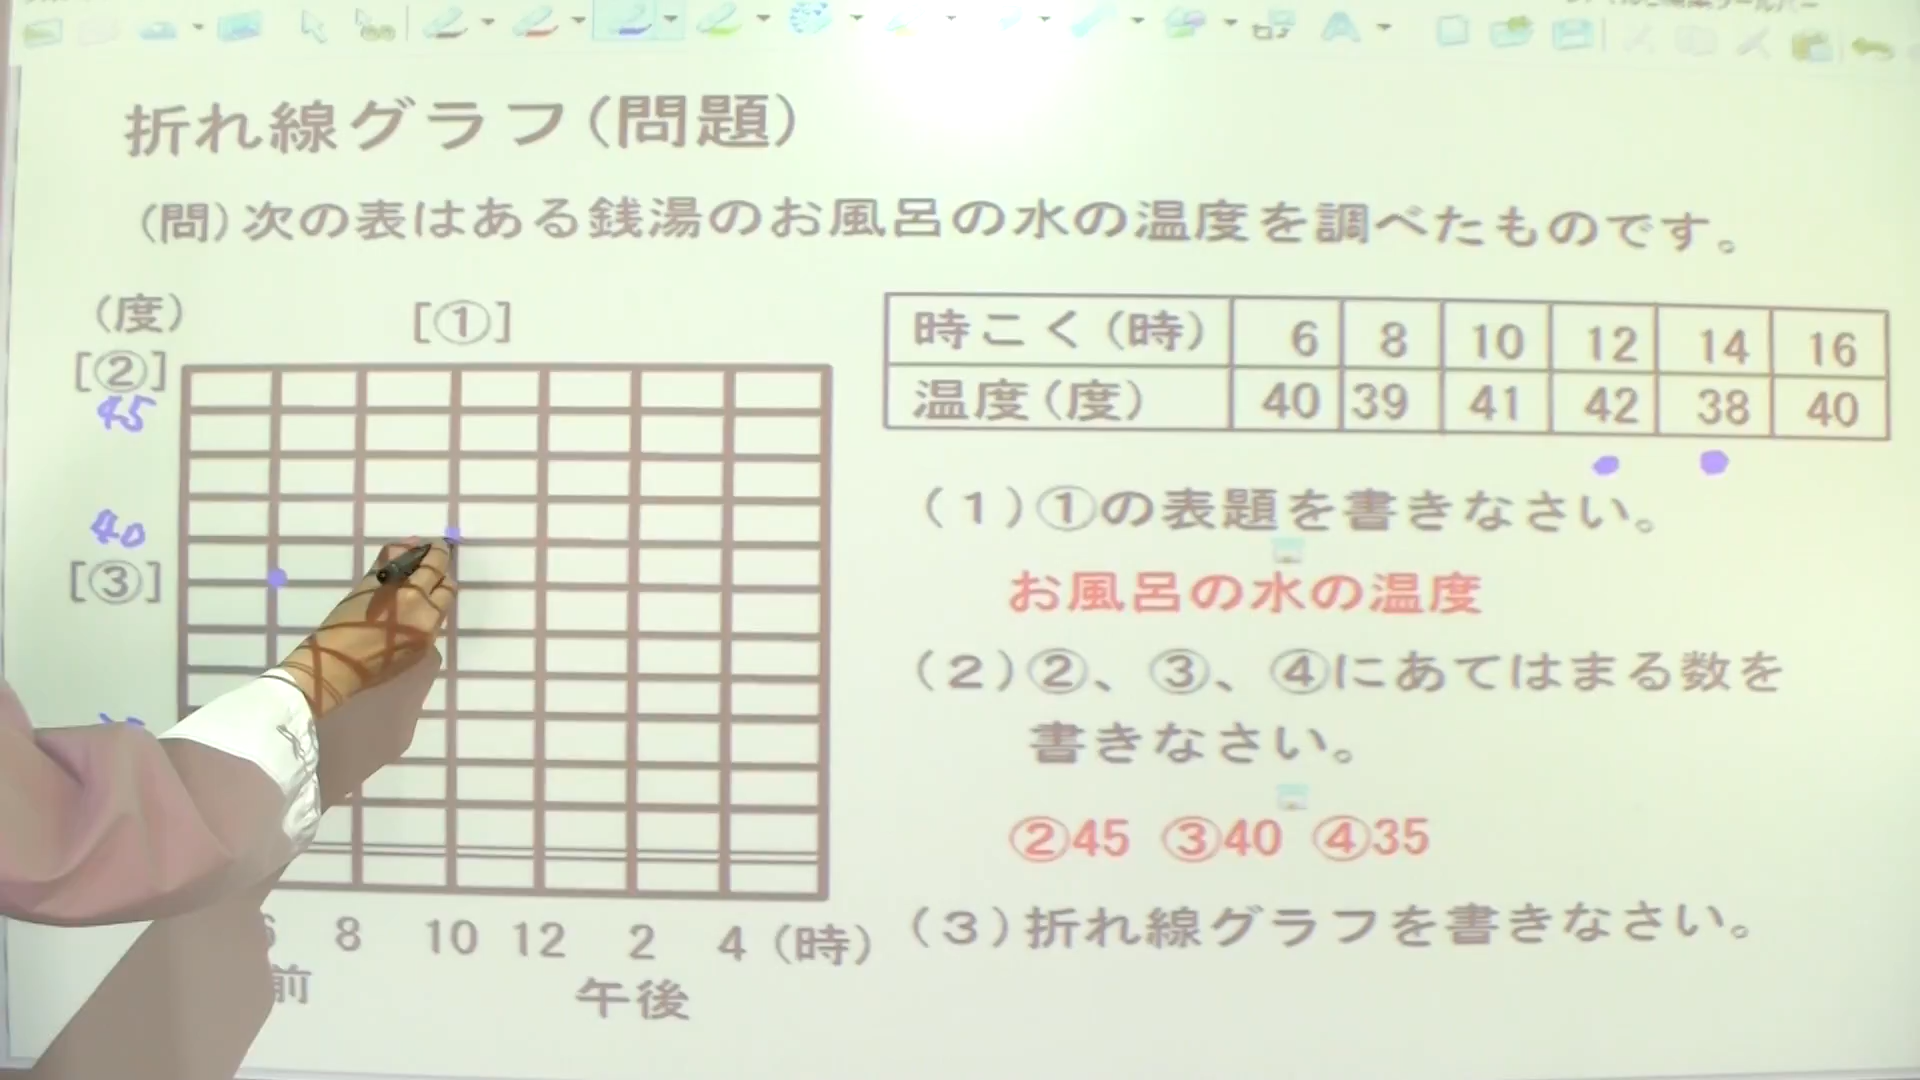 折れ線グラフ(問題)
(問)次の表はある銭湯のお風呂の水の温度を調べたものです。
(度)
[①]
[②]
45
40
[③]
8 10 12 2 4 (時)
前
午後
時こく(時) 6 8 10 12 14 16
温度(度) 40 39 41 42 38 40
(1)①の表題を書きなさい。
お風呂の水の温度
(2)②、③、④にあてはまる数を
書きなさい。
②45 ③40 ④35
(3)折れ線グラフを書きなさい。